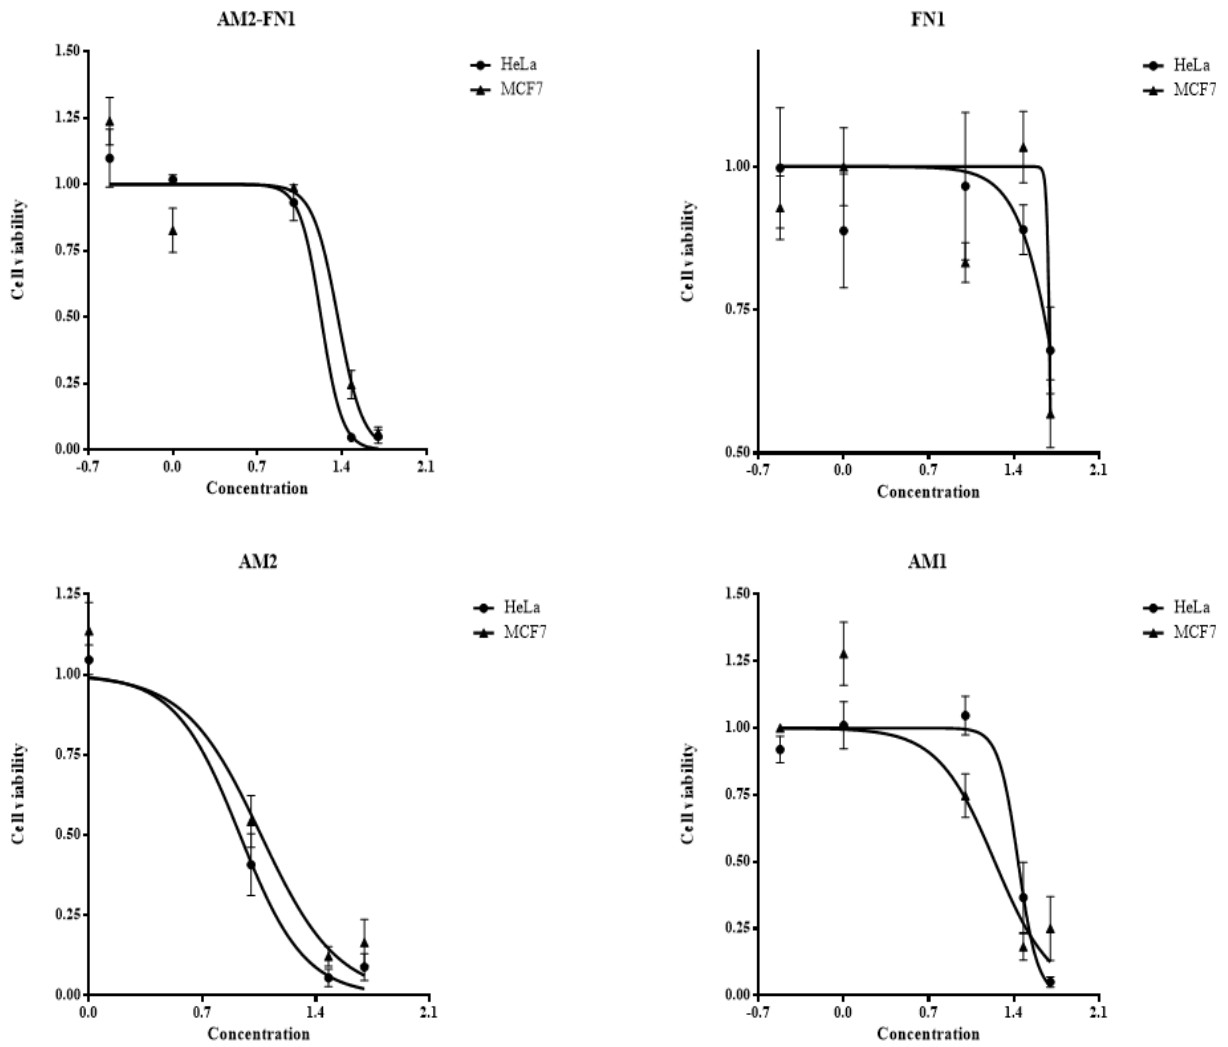 AM2-FN1
HeLa
MCF7
1.50
1.25
1.00
0.75
0.50
0.25
0.00
Cell viability
-0.7 0.0 0.7 1.4 2.1
Concentration
FN1
HeLa
MCF7
1.00
0.75
0.50
Cell viability
-0.7 0.0 0.7 1.4 2.1
Concentration
AM2
HeLa
MCF7
1.25
1.00
0.75
0.50
0.25
0.00
Cell viability
0.0 0.7 1.4 2.1
Concentration
AM1
HeLa
MCF7
1.50
1.25
1.00
0.75
0.50
0.25
0.00
Cell viability
-0.7 0.0 0.7 1.4 2.1
Concentration